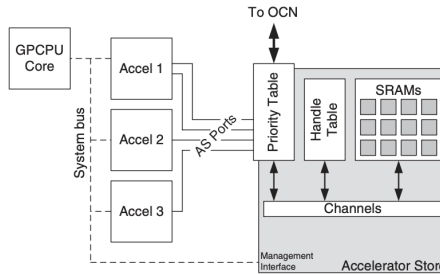 To OCN
GPCPU
Core
Accel 1
Accel 2
Accel 3
System bus
AS Ports
Priority Table
Handle
Table
SRAMs
Channels
Management
Interface
Accelerator Store